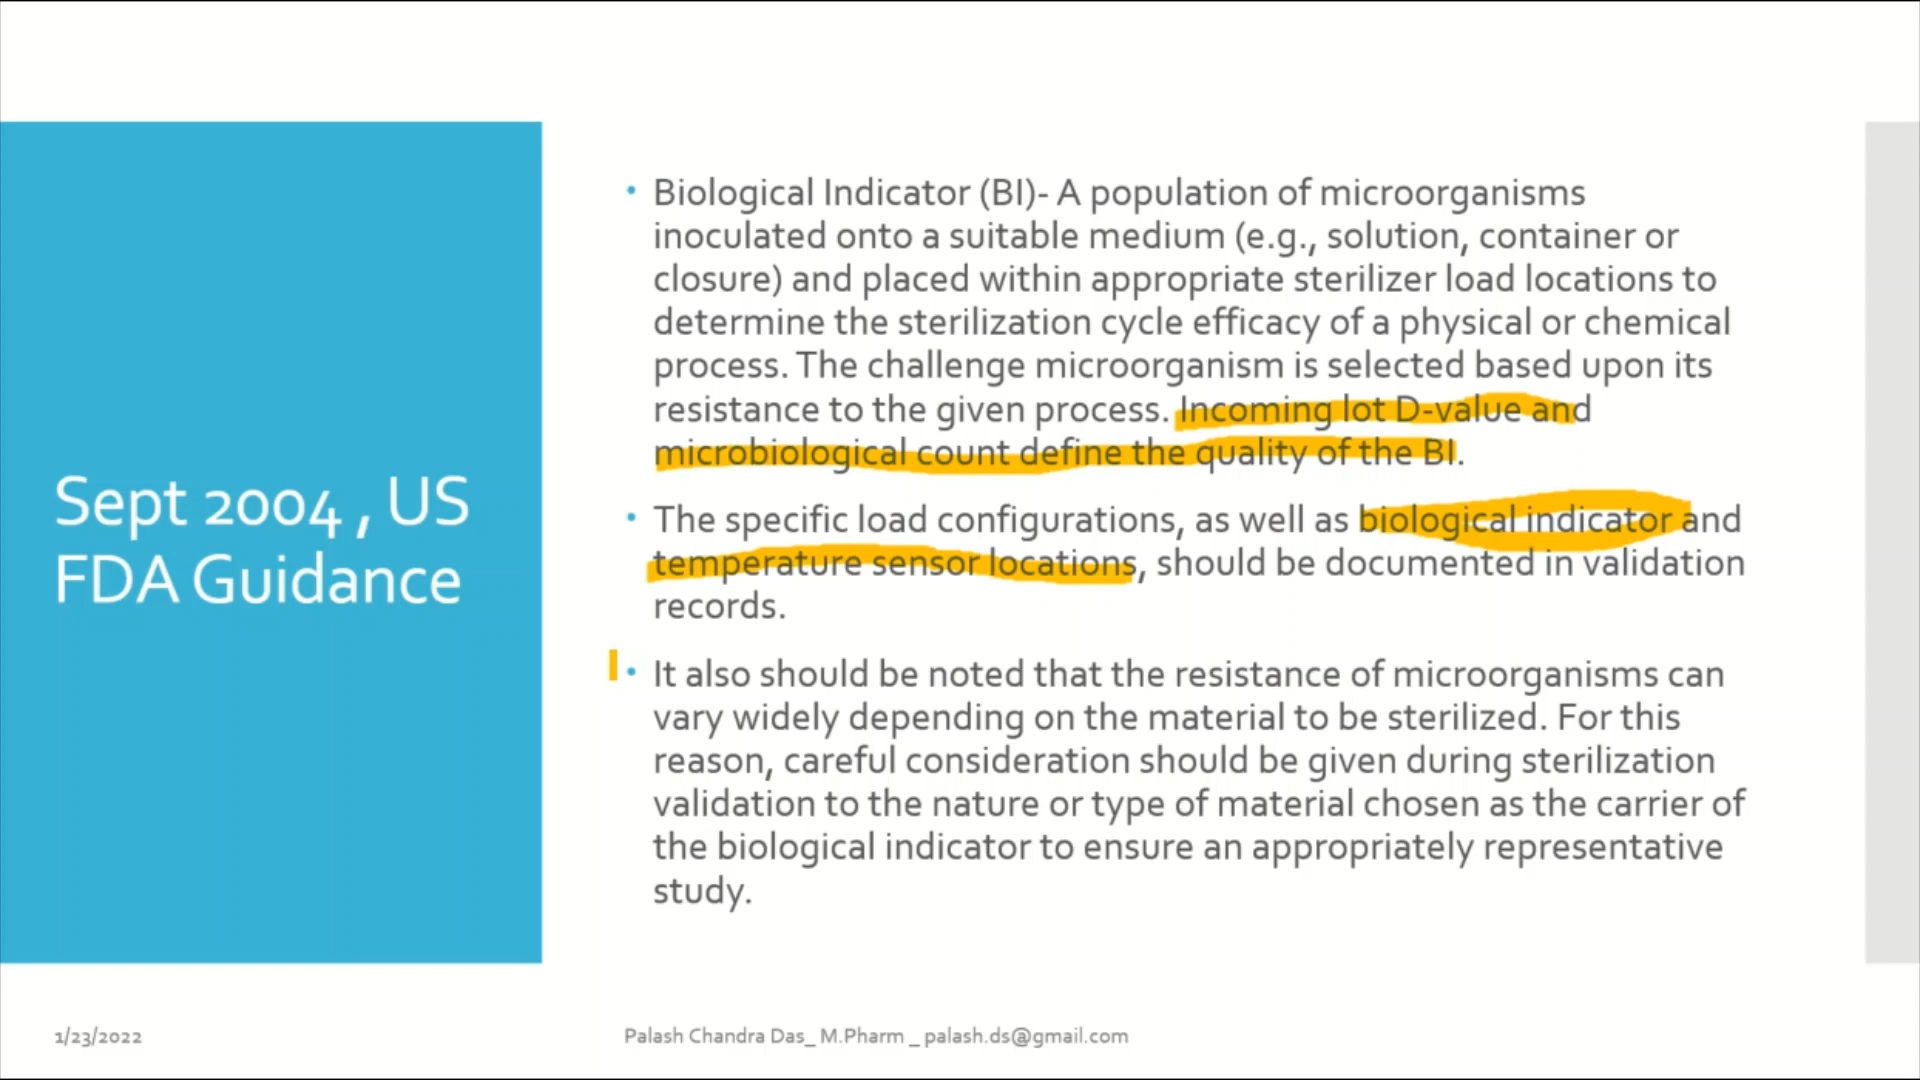 Sept 2004 , US
FDA Guidance
• Biological Indicator (BI)- A population of microorganisms
inoculated onto a suitable medium (e.g., solution, container or
closure) and placed within appropriate sterilizer load locations to
determine the sterilization cycle efficacy of a physical or chemical
process. The challenge microorganism is selected based upon its
resistance to the given process. Incoming lot D-value and
microbiological count define the quality of the BI.
• The specific load configurations, as well as biological indicator and
temperature sensor locations, should be documented in validation
records.
• It also should be noted that the resistance of microorganisms can
vary widely depending on the material to be sterilized. For this
reason, careful consideration should be given during sterilization
validation to the nature or type of material chosen as the carrier of
the biological indicator to ensure an appropriately representative
study.
1/23/2022
Palash Chandra Das_ M.Pharm _ palash.ds@gmail.com